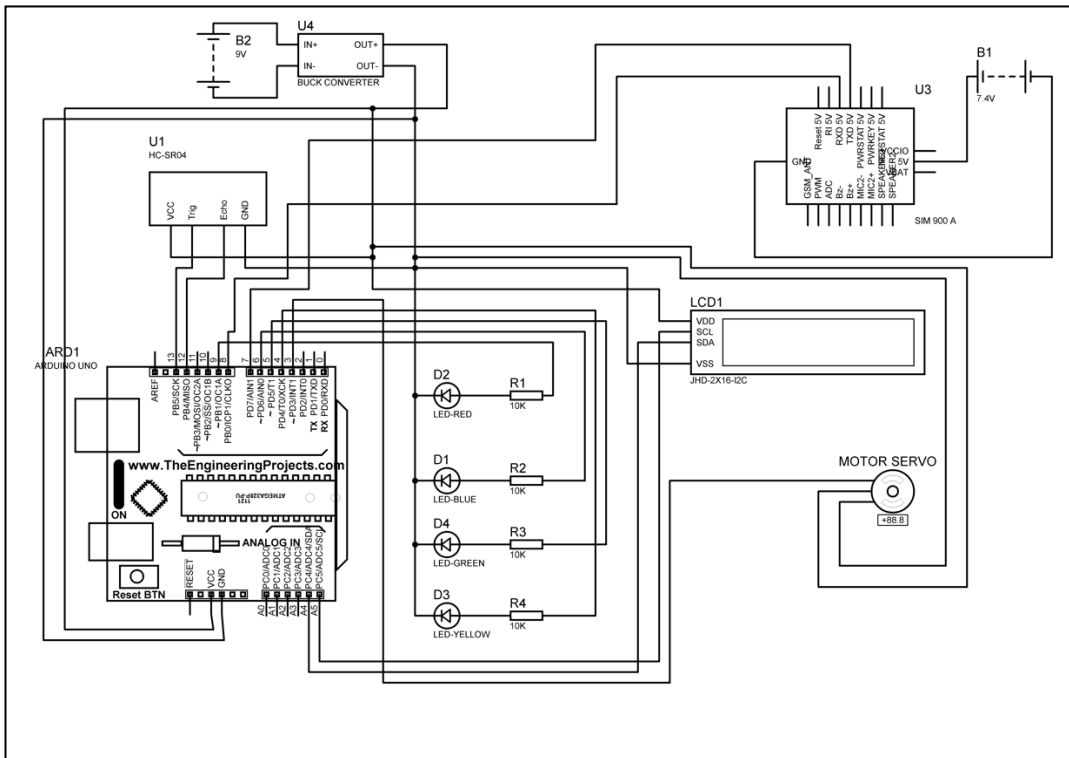 U4
B2
9V
IN+
IN-
OUT+
OUT-
BUCK CONVERTER
B1
7.4V
U3
Reset 5V
RI 5V
RXD 5V
TXD 5V
PWRSTAT 5V
PWRKEY 5V
GND
5V
VBAT
GSM_ANT
PWM
ADC
Bz-
Bz+
MIC2-
MIC2+
SIM 900 A
U1
HC-SR04
VCC
Trig
Echo
GND
LCD1
VDD
SCL
SDA
VSS
JHD-2X16-I2C
ARD1
ARDUINO UNO
13
12
11
10
9
8
7
6
5
4
3
2
1
0
AREF
PB5/SCK
PB4/MISO
~PB3/MOSI/OC2A
~PB2/SS/OC1B
~PB1/OC1A
PB0/ICP1/CLKO
PD7/AIN1
~PD6/AIN0
~PD5/T1
PD4/T0/XCK
~PD3/INT1
PD2/INT0
TX PD1/TXD
RX PD0/RXD
www.TheEngineeringProjects.com
ATMEGA328P-PU
1121
ON
ANALOG IN
Reset BTN
RESET
VCC
GND
PC0/ADC0
PC1/ADC1
PC2/ADC2
PC3/ADC3
PC4/ADC4/SDA
PC5/ADC5/SCL
A0
A1
A2
A3
A4
A5
D2
LED-RED
R1
10K
D1
LED-BLUE
R2
10K
D4
LED-GREEN
R3
10K
D3
LED-YELLOW
R4
10K
MOTOR SERVO
+88.8